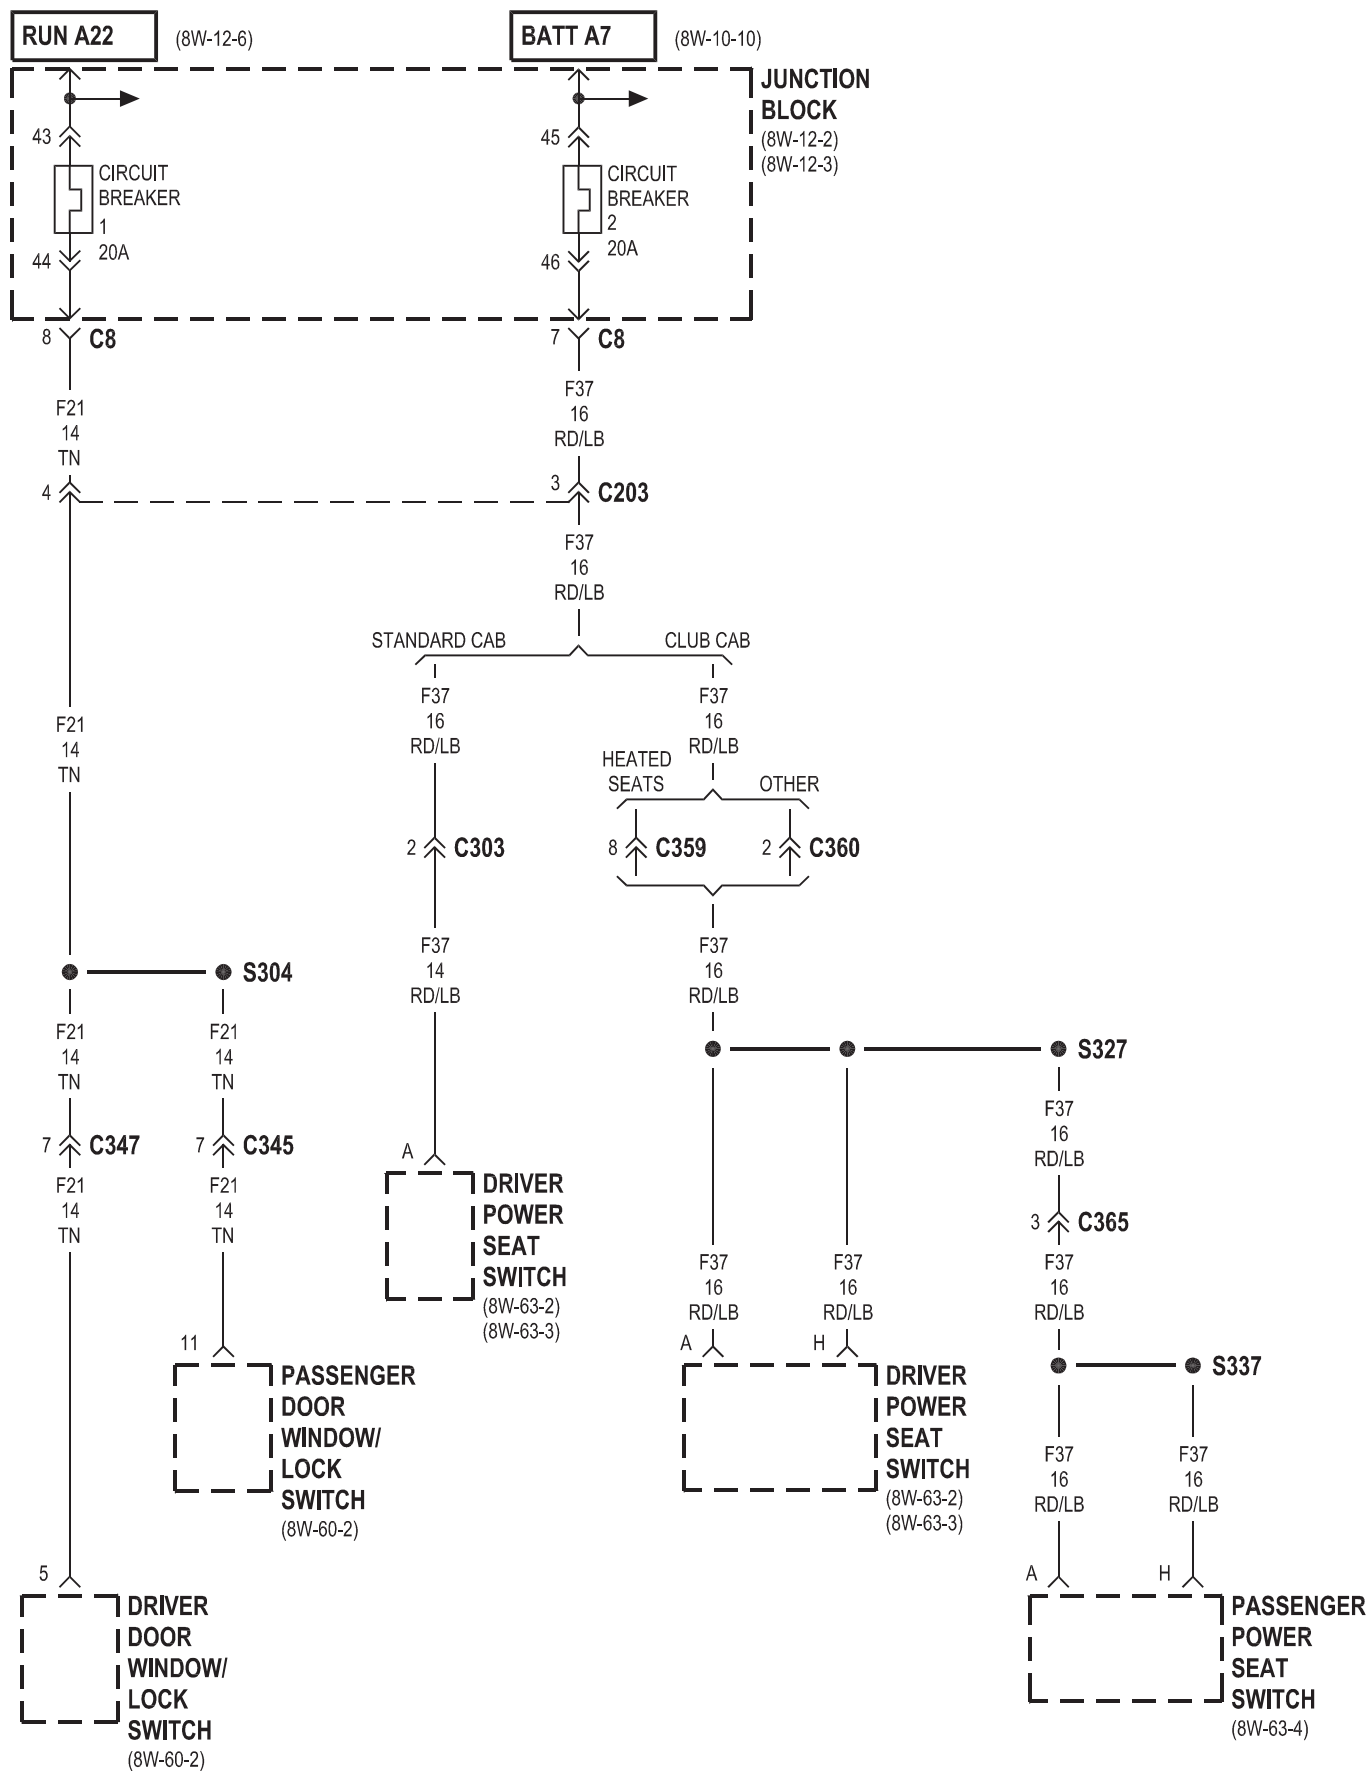 RUN A22
(8W-12-6)
BATT A7
(8W-10-10)
JUNCTION
BLOCK
(8W-12-2)
(8W-12-3)
43
CIRCUIT
BREAKER
1
20A
44
45
CIRCUIT
BREAKER
2
20A
46
8
C8
7
C8
F21
14
TN
F37
16
RD/LB
4
3
C203
F37
16
RD/LB
STANDARD CAB
CLUB CAB
F21
14
TN
F37
16
RD/LB
F37
16
RD/LB
HEATED
SEATS
OTHER
2
C303
8
C359
2
C360
F37
14
RD/LB
F37
16
RD/LB
S304
F21
14
TN
F21
14
TN
S327
7
C347
7
C345
F21
14
TN
F21
14
TN
F37
16
RD/LB
A
DRIVER
POWER
SEAT
SWITCH
(8W-63-2)
(8W-63-3)
3
C365
F37
16
RD/LB
F37
16
RD/LB
F37
16
RD/LB
11
PASSENGER
DOOR
WINDOW/
LOCK
SWITCH
(8W-60-2)
A
H
DRIVER
POWER
SEAT
SWITCH
(8W-63-2)
(8W-63-3)
S337
F37
16
RD/LB
F37
16
RD/LB
5
DRIVER
DOOR
WINDOW/
LOCK
SWITCH
(8W-60-2)
A
H
PASSENGER
POWER
SEAT
SWITCH
(8W-63-4)